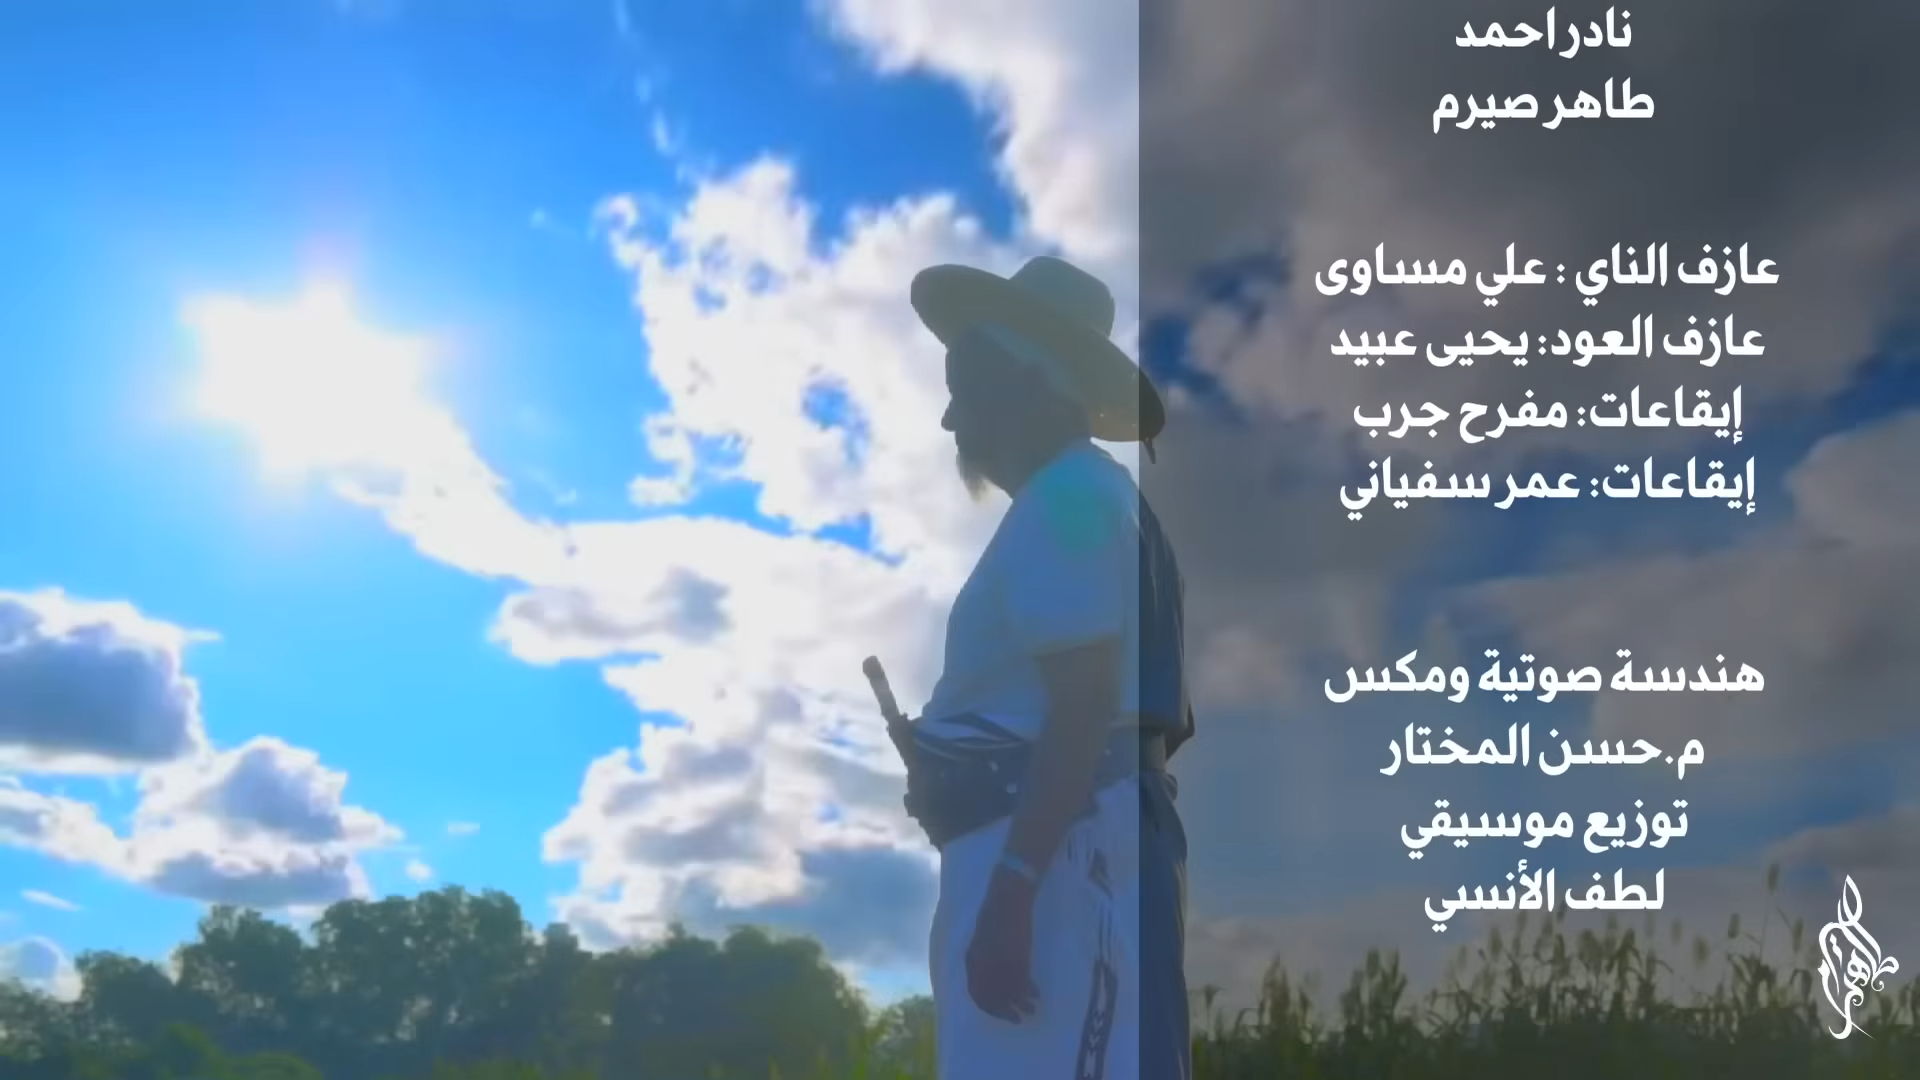 نادر احمد
طاهر صيرم
عازف الناي : علي مساوى
عازف العود: يحيى عبيد
إيقاعات: مفرح جرب
إيقاعات: عمر سفياني
هندسة صوتية ومكس
م.حسن المختار
توزيع موسيقي
لطف الأنسي